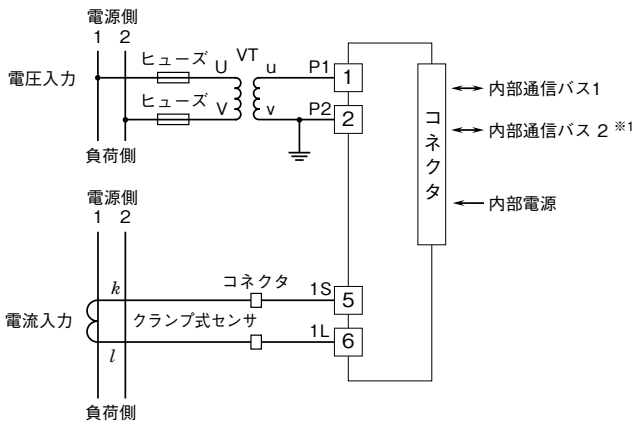 電源側
1 2
電圧入力
ヒューズ
ヒューズ
VT
U u
V v
P1
1
P2
2
負荷側
コネクタ
内部通信バス1
内部通信バス 2 ※1
内部電源
電源側
1 2
電流入力
k
l
コネクタ
クランプ式センサ
1S
5
1L
6
負荷側